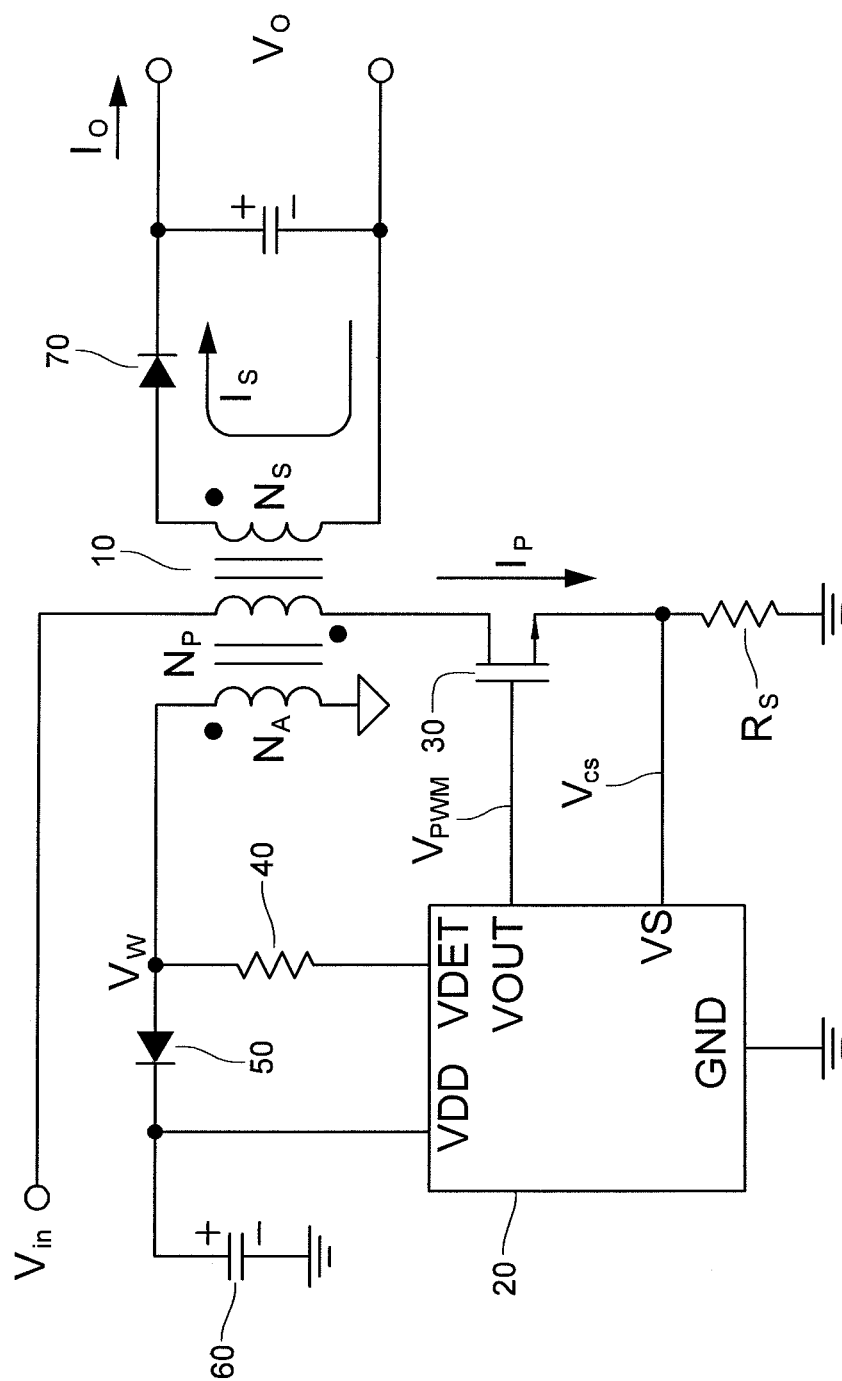 V_in
10
70
I_O
V_O
N_P
N_S
I_S
V_W
N_A
50
40
60
I_P
30
V_PWM
VDD
VDET
VOUT
V_cs
VS
R_S
GND
20
+
−
+
−